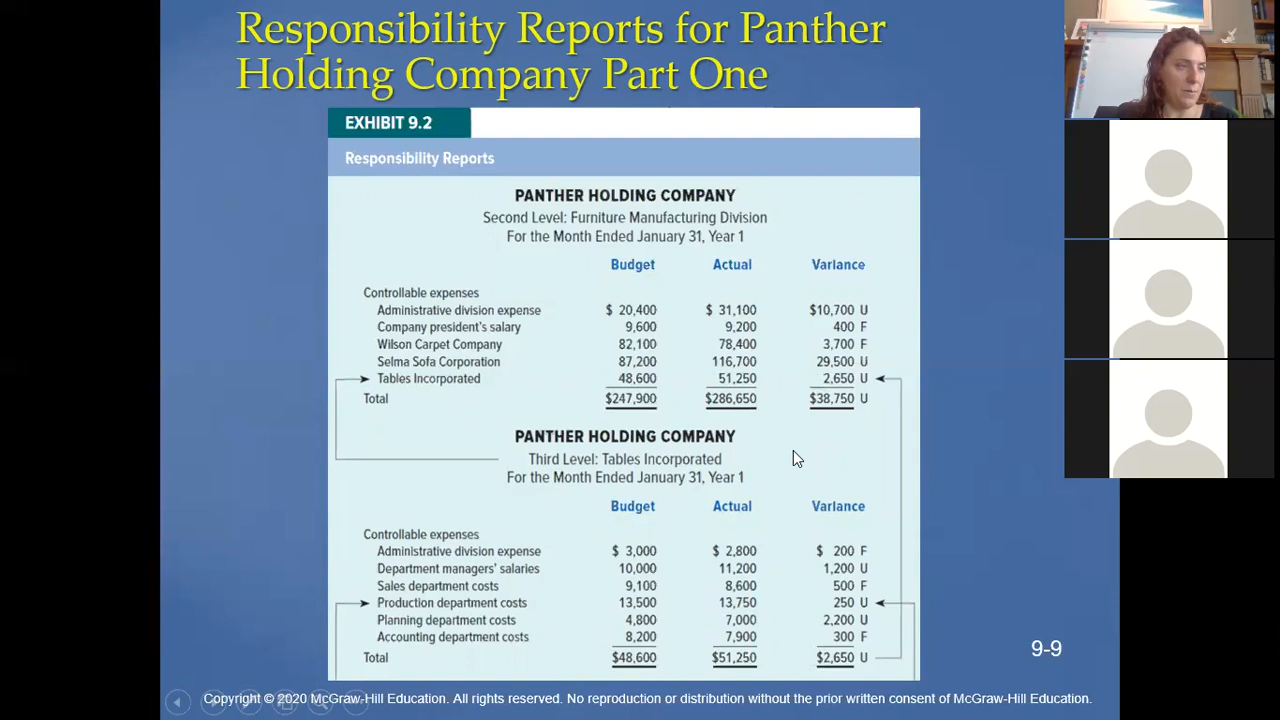 Responsibility Reports for Panther
Holding Company Part One
EXHIBIT 9.2
Responsibility Reports
PANTHER HOLDING COMPANY
Second Level: Furniture Manufacturing Division
For the Month Ended January 31, Year 1
Budget Actual Variance
Controllable expenses
Administrative division expense $ 20,400 $ 31,100 $10,700 U
Company president's salary 9,600 9,200 400 F
Wilson Carpet Company 82,100 78,400 3,700 F
Selma Sofa Corporation 87,200 116,700 29,500 U
Tables Incorporated 48,600 51,250 2,650 U
Total $247,900 $286,650 $38,750 U
PANTHER HOLDING COMPANY
Third Level: Tables Incorporated
For the Month Ended January 31, Year 1
Budget Actual Variance
Controllable expenses
Administrative division expense $ 3,000 $ 2,800 $ 200 F
Department managers' salaries 10,000 11,200 1,200 U
Sales department costs 9,100 8,600 500 F
Production department costs 13,500 13,750 250 U
Planning department costs 4,800 7,000 2,200 U
Accounting department costs 8,200 7,900 300 F
Total $48,600 $51,250 $2,650 U
9-9
Copyright © 2020 McGraw-Hill Education. All rights reserved. No reproduction or distribution without the prior written consent of McGraw-Hill Education.